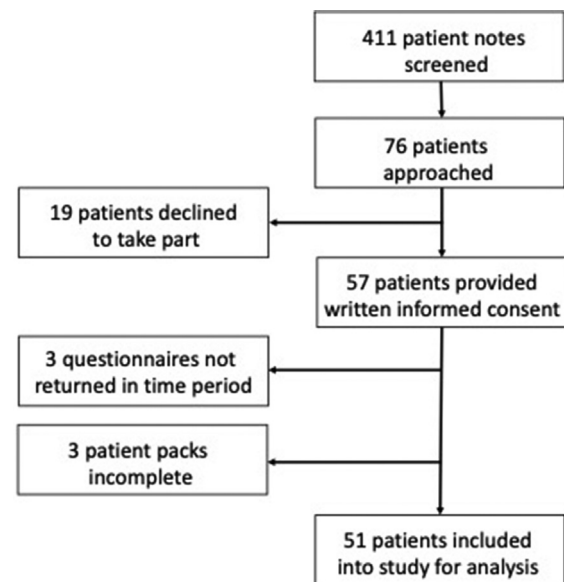 411 patient notes
screened
76 patients
approached
19 patients declined
to take part
57 patients provided
written informed consent
3 questionnaires not
returned in time period
3 patient packs
incomplete
51 patients included
into study for analysis